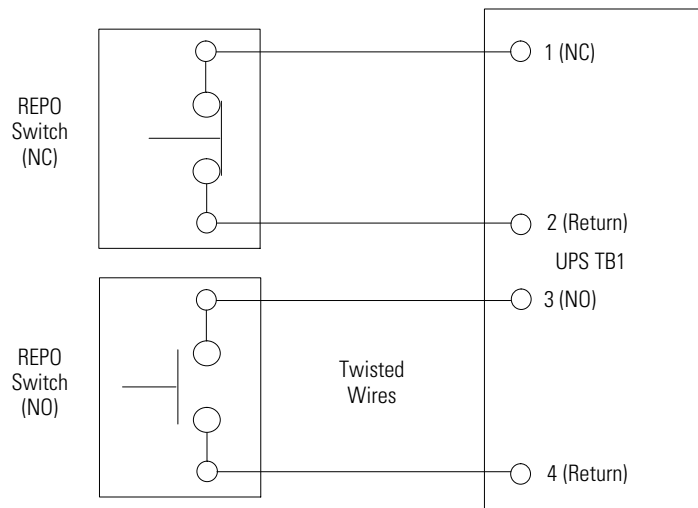 REPO
Switch
(NC)
1 (NC)
2 (Return)
UPS TB1
3 (NO)
REPO
Switch
(NO)
Twisted
Wires
4 (Return)